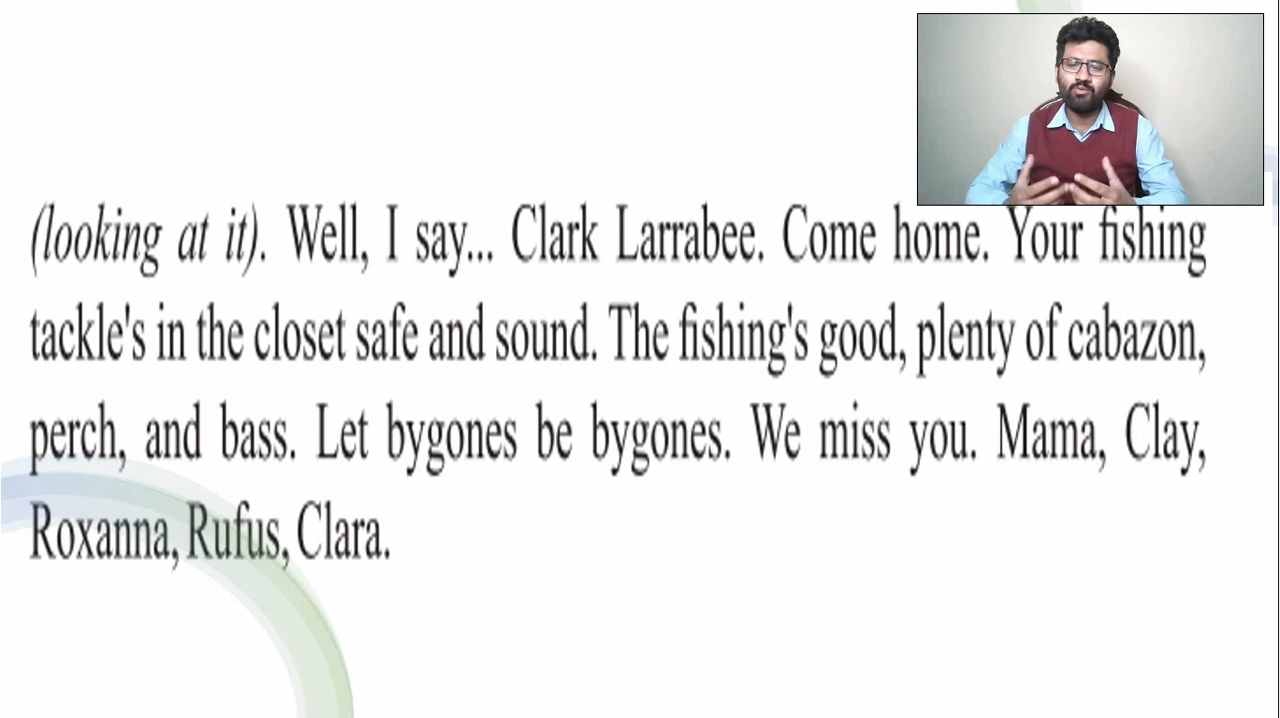 (looking at it). Well, I say... Clark Larrabee. Come home. Your fishing
tackle's in the closet safe and sound. The fishing's good, plenty of cabazon,
perch, and bass. Let bygones be bygones. We miss you. Mama, Clay,
Roxanna, Rufus, Clara.